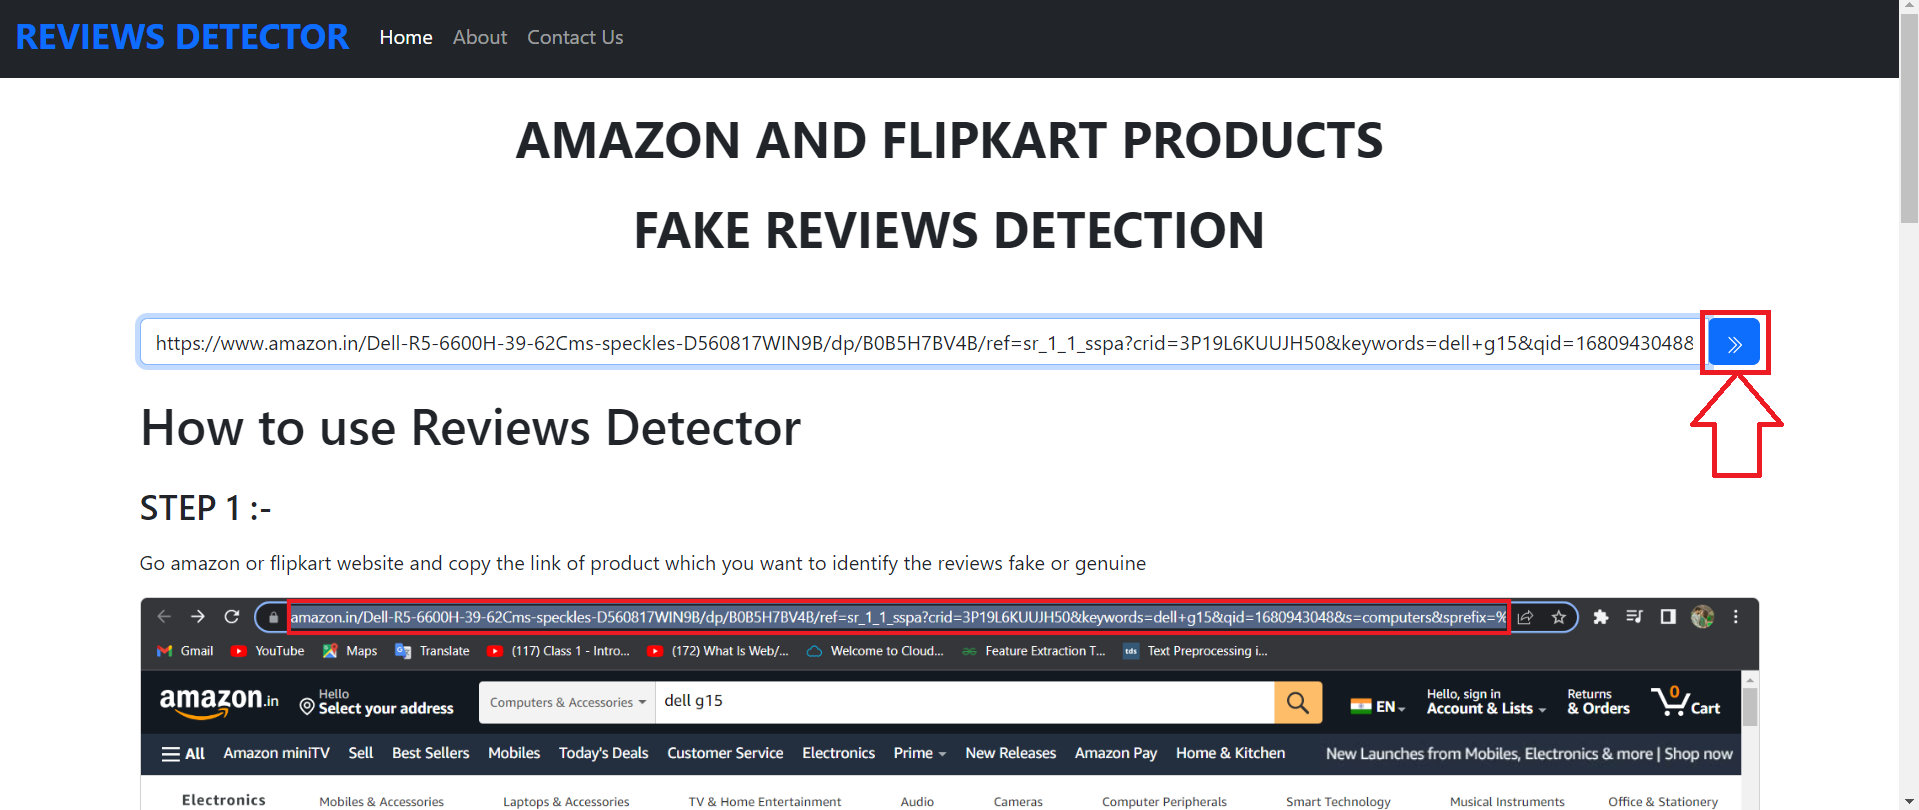 REVIEWS DETECTOR Home About Contact Us
AMAZON AND FLIPKART PRODUCTS
FAKE REVIEWS DETECTION
https://www.amazon.in/Dell-R5-6600H-39-62Cms-speckles-D560817WIN9B/dp/B0B5H7BV4B/ref=sr_1_1_sspa?crid=3P19L6KUUJH50&keywords=dell+g15&qid=16809430488
How to use Reviews Detector
STEP 1 :-
Go amazon or flipkart website and copy the link of product which you want to identify the reviews fake or genuine
amazon.in/Dell-R5-6600H-39-62Cms-speckles-D560817WIN9B/dp/B0B5H7BV4B/ref=sr_1_1_sspa?crid=3P19L6KUUJH50&keywords=dell+g15&qid=1680943048&s=computers&sprefix=%
Gmail YouTube Maps Translate (117) Class 1 - Intro... (172) What Is Web/... Welcome to Cloud... Feature Extraction T... tds Text Preprocessing i...
amazon.in Hello Select your address Computers & Accessories dell g15 EN Hello, sign in Account & Lists Returns & Orders 0 Cart
All Amazon miniTV Sell Best Sellers Mobiles Today's Deals Customer Service Electronics Prime New Releases Amazon Pay Home & Kitchen New Launches from Mobiles, Electronics & more | Shop now
Electronics Mobiles & Accessories Laptops & Accessories TV & Home Entertainment Audio Cameras Computer Peripherals Smart Technology Musical Instruments Office & Stationery